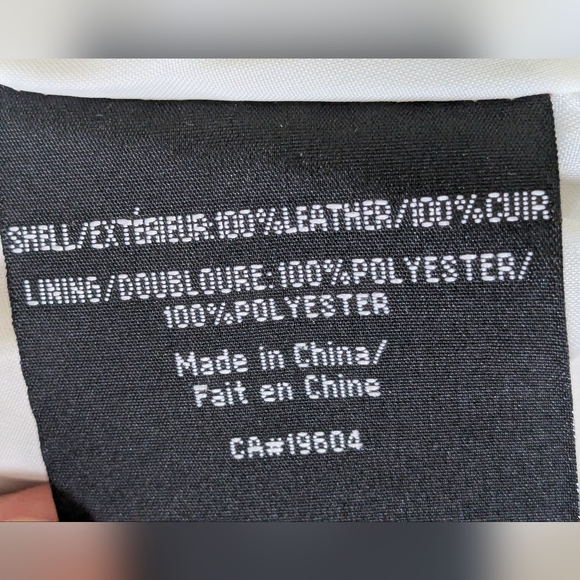 SHELL/EXTÉRIEUR:100%LEATHER/100%CUIR
LINING/DOUBLOURE:100%POLYESTER/
100%POLYESTER
Made in China/
Fait en Chine
CA#19604